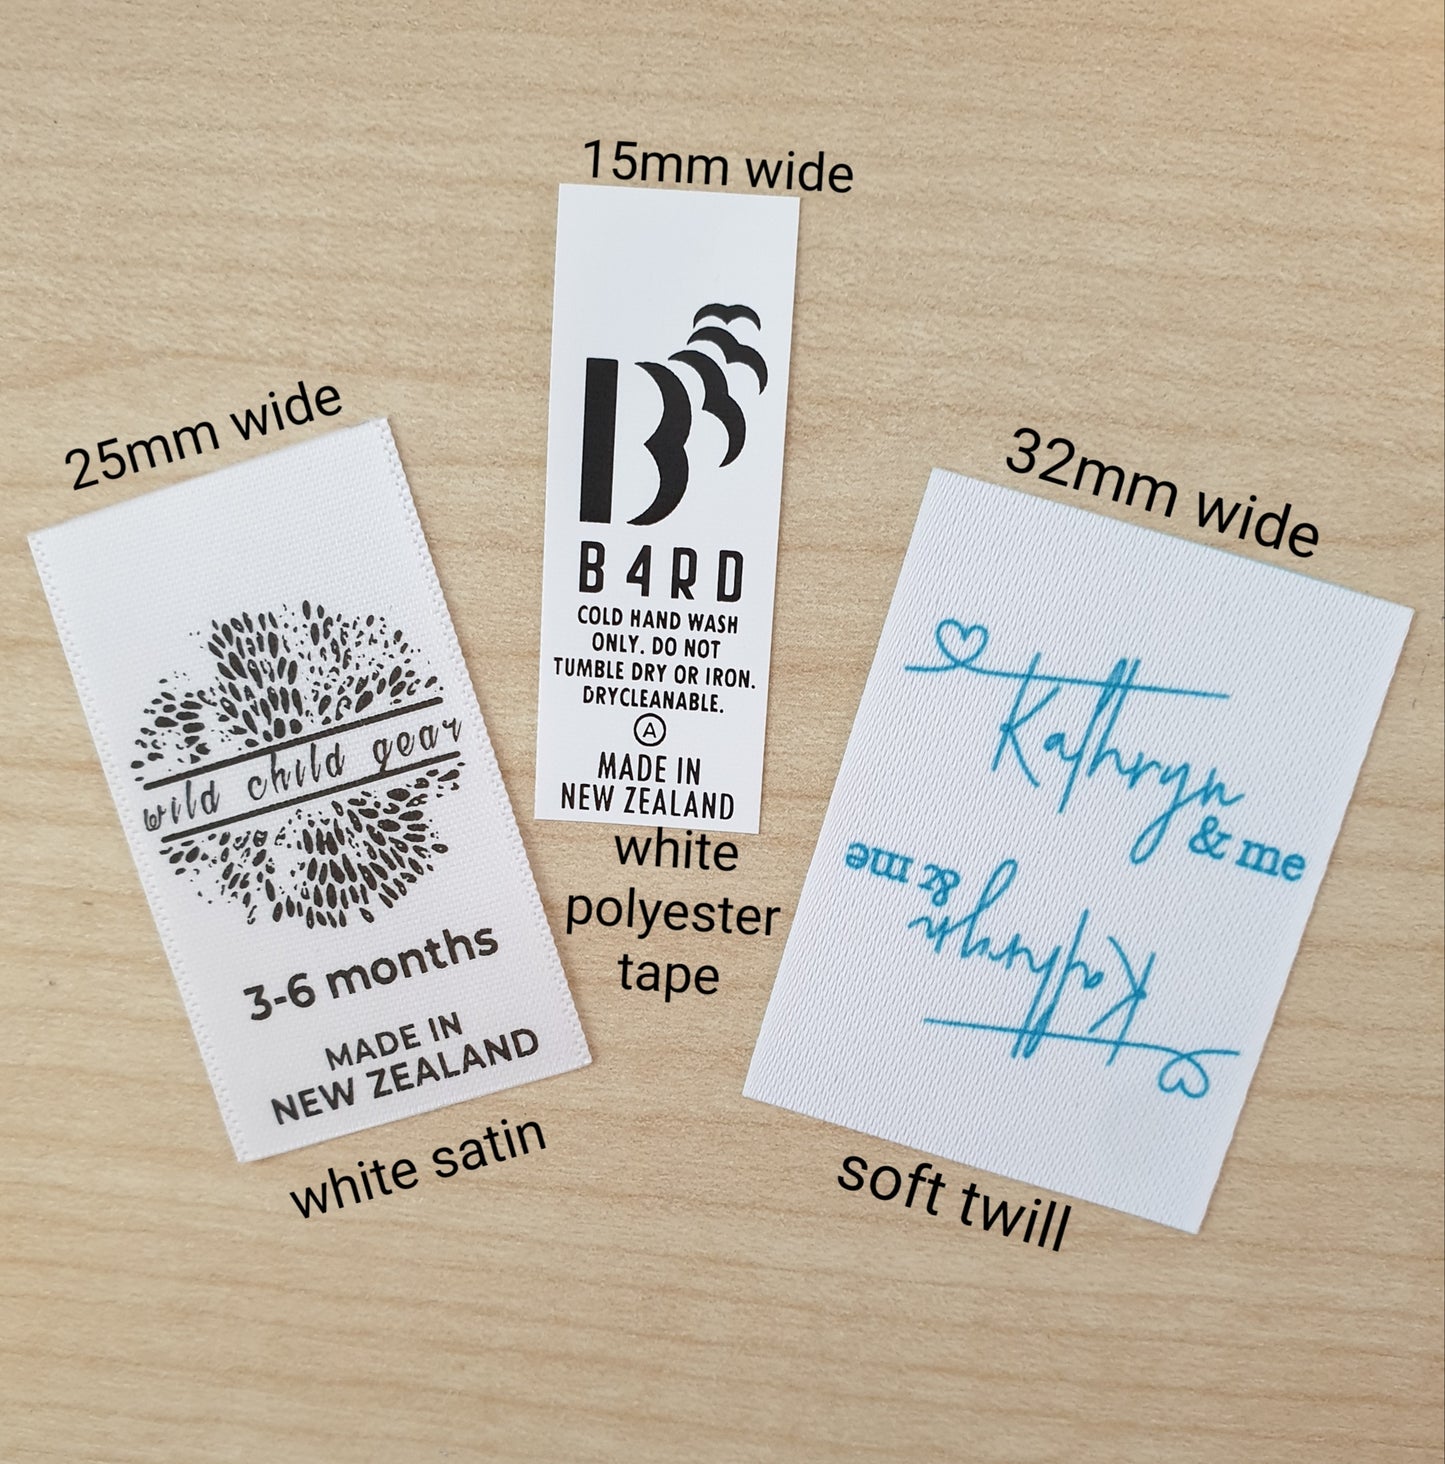 25mm wide
wild child gear
3-6 months
MADE IN
NEW ZEALAND
white satin
15mm wide
B
B4RD
COLD HAND WASH
ONLY. DO NOT
TUMBLE DRY OR IRON.
DRYCLEANABLE.
A
MADE IN
NEW ZEALAND
white
polyester
tape
32mm wide
Kathryn
& me
& me
Kathryn
soft twill